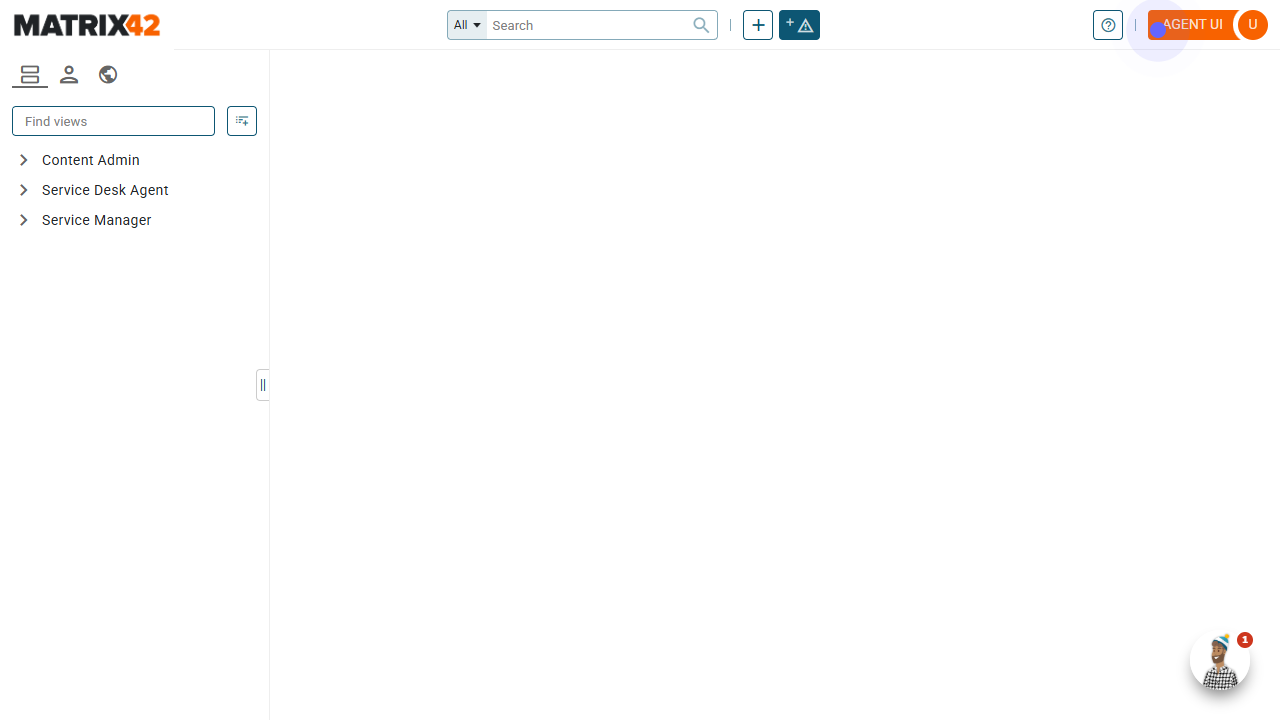 MATRIX42
All
Search
AGENT UI
U
Find views
Content Admin
Service Desk Agent
Service Manager
1